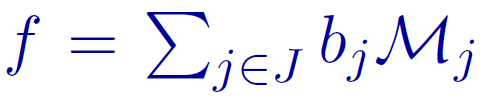 f = ∑_{j∈J} b_j ℳ_j